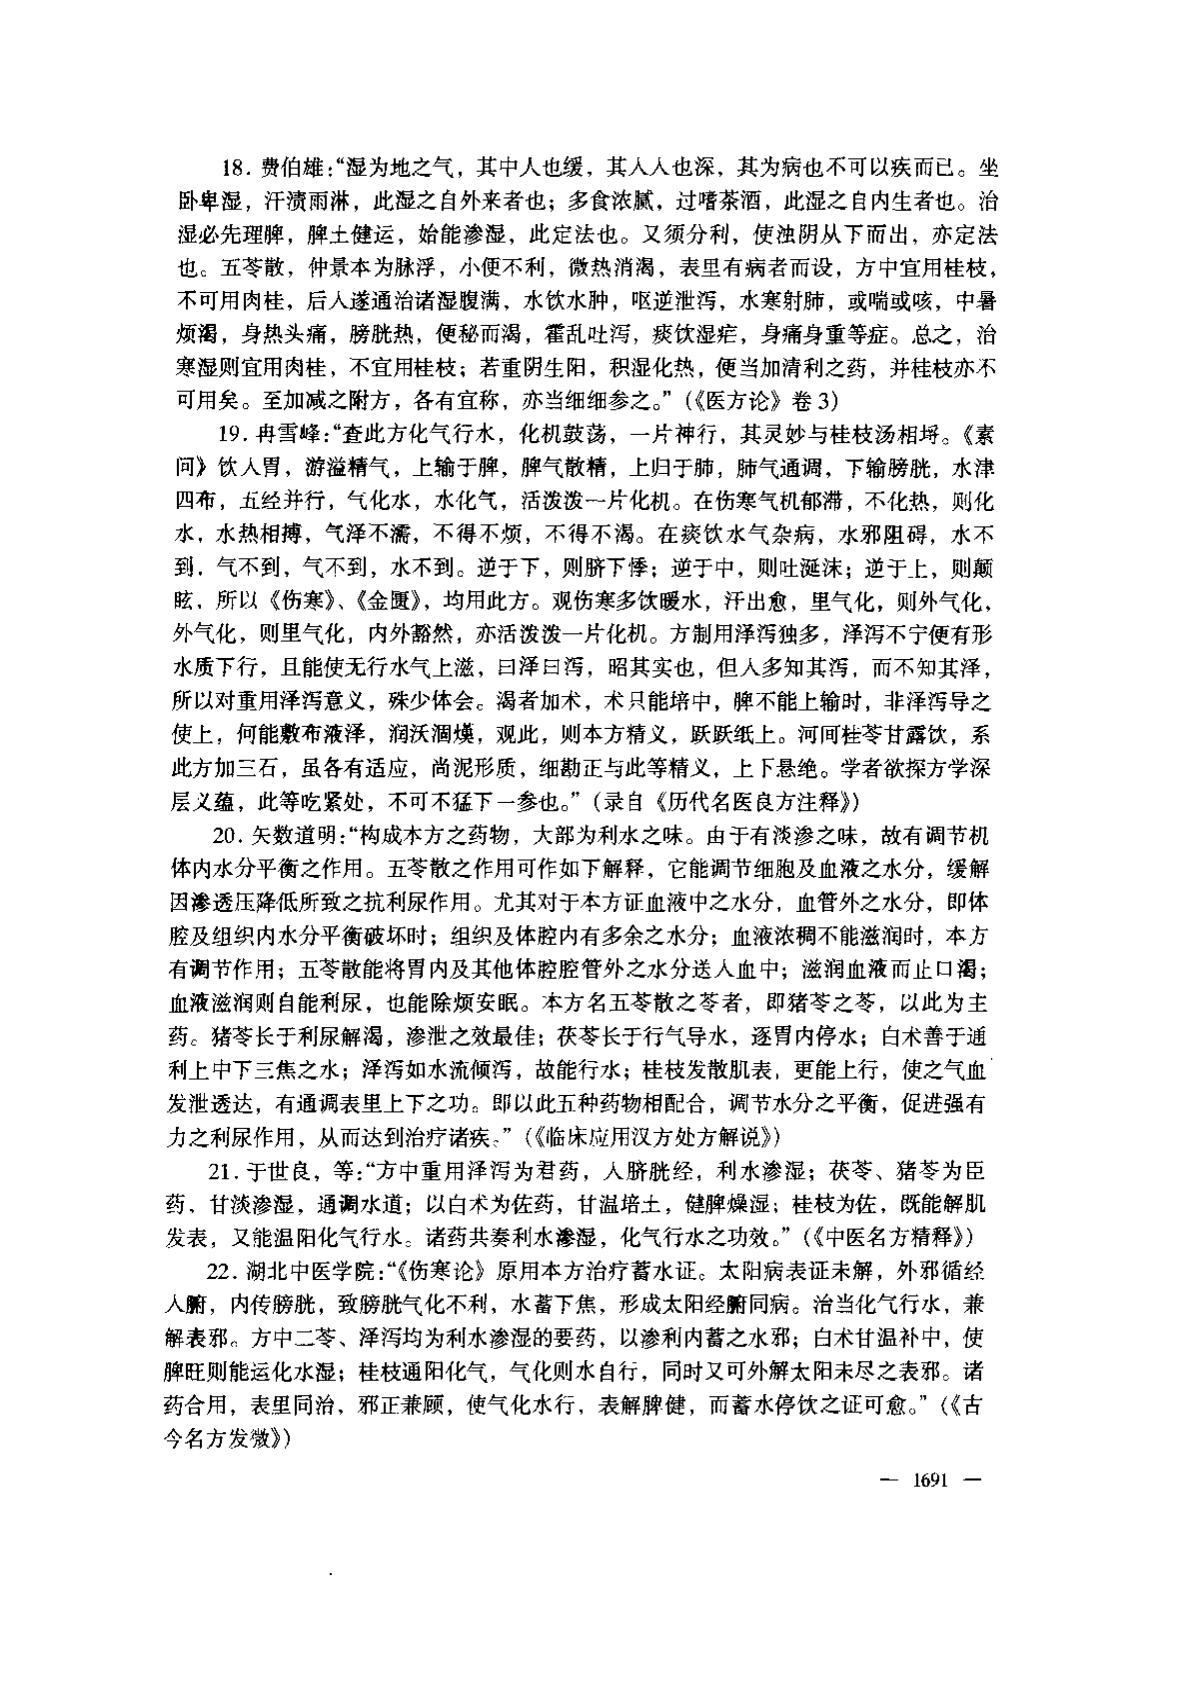 18. 费伯雄:“湿为地之气，其中人也缓，其入人也深，其为病也不可以疾而已。坐
卧卑湿，汗渍雨淋，此湿之自外来者也；多食浓腻，过嗜茶酒，此湿之自内生者也。治
湿必先理脾，脾土健运，始能渗湿，此定法也。又须分利，使浊阴从下而出，亦定法
也。五苓散，仲景本为脉浮，小便不利，微热消渴，表里有病者而设，方中宜用桂枝，
不可用肉桂，后人遂通治诸湿腹满，水饮水肿，呕逆泄泻，水寒射肺，或喘或咳，中暑
烦渴，身热头痛，膀胱热，便秘而渴，霍乱吐泻，痰饮湿疟，身痛身重等症。总之，治
寒湿则宜用肉桂，不宜用桂枝；若重阴生阳，积湿化热，便当加清利之药，并桂枝亦不
可用矣。至加减之附方，各有宜称，亦当细细参之。”(《医方论》卷 3)
19. 冉雪峰:“查此方化气行水，化机鼓荡，一片神行，其灵妙与桂枝汤相埒。《素
问》饮入胃，游溢精气，上输于脾，脾气散精，上归于肺，肺气通调，下输膀胱，水津
四布，五经并行，气化水，水化气，活泼泼一片化机。在伤寒气机郁滞，不化热，则化
水，水热相搏，气泽不濡，不得不烦，不得不渴。在痰饮水气杂病，水邪阻碍，水不
到，气不到，气不到，水不到。逆于下，则脐下悸；逆于中，则吐涎沫；逆于上，则颠
眩，所以《伤寒》、《金匮》，均用此方。观伤寒多饮暖水，汗出愈，里气化，则外气化，
外气化，则里气化，内外豁然，亦活泼泼一片化机。方制用泽泻独多，泽泻不宁便有形
水质下行，且能使无行水气上滋，曰泽曰泻，昭其实也，但人多知其泻，而不知其泽，
所以对重用泽泻意义，殊少体会。渴者加术，术只能培中，脾不能上输时，非泽泻导之
使上，何能敷布液泽，润沃涸熯，观此，则本方精义，跃跃纸上。河间桂苓甘露饮，系
此方加三石，虽各有适应，尚泥形质，细勘正与此等精义，上下悬绝。学者欲探方学深
层义蕴，此等吃紧处，不可不猛下一参也。”(录自《历代名医良方注释》)
20. 矢数道明:“构成本方之药物，大部为利水之味。由于有淡渗之味，故有调节机
体内水分平衡之作用。五苓散之作用可作如下解释，它能调节细胞及血液之水分，缓解
因渗透压降低所致之抗利尿作用。尤其对于本方证血液中之水分，血管外之水分，即体
腔及组织内水分平衡破坏时；组织及体腔内有多余之水分；血液浓稠不能滋润时，本方
有调节作用；五苓散能将胃内及其他体腔腔管外之水分送入血中；滋润血液而止口渴；
血液滋润则自能利尿，也能除烦安眠。本方名五苓散之苓者，即猪苓之苓，以此为主
药。猪苓长于利尿解渴，渗泄之效最佳；茯苓长于行气导水，逐胃内停水；白术善于通
利上中下三焦之水；泽泻如水流倾泻，故能行水；桂枝发散肌表，更能上行，使之气血
发泄透达，有通调表里上下之功。即以此五种药物相配合，调节水分之平衡，促进强有
力之利尿作用，从而达到治疗诸疾。”(《临床应用汉方处方解说》)
21. 于世良，等:“方中重用泽泻为君药，入脐胱经，利水渗湿；茯苓、猪苓为臣
药，甘淡渗湿，通调水道；以白术为佐药，甘温培土，健脾燥湿；桂枝为佐，既能解肌
发表，又能温阳化气行水。诸药共奏利水渗湿，化气行水之功效。”(《中医名方精释》)
22. 湖北中医学院:“《伤寒论》原用本方治疗蓄水证。太阳病表证未解，外邪循经
入腑，内传膀胱，致膀胱气化不利，水蓄下焦，形成太阳经腑同病。治当化气行水，兼
解表邪。方中二苓、泽泻均为利水渗湿的要药，以渗利内蓄之水邪；白术甘温补中，使
脾旺则能运化水湿；桂枝通阳化气，气化则水自行，同时又可外解太阳未尽之表邪。诸
药合用，表里同治，邪正兼顾，使气化水行，表解脾健，而蓄水停饮之证可愈。”(《古
今名方发微》)
— 1691 —